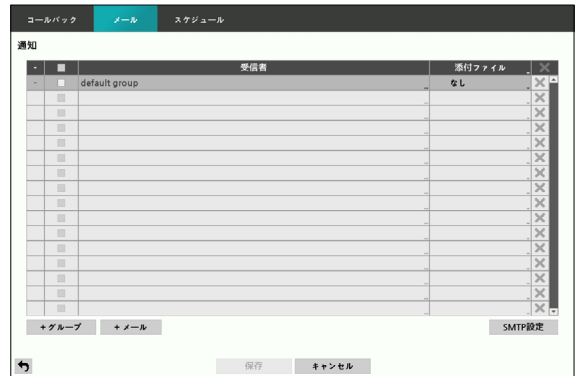 コールバック メール スケジュール
通知
- 受信者 添付ファイル
- default group なし
+グループ +メール SMTP設定
保存 キャンセル